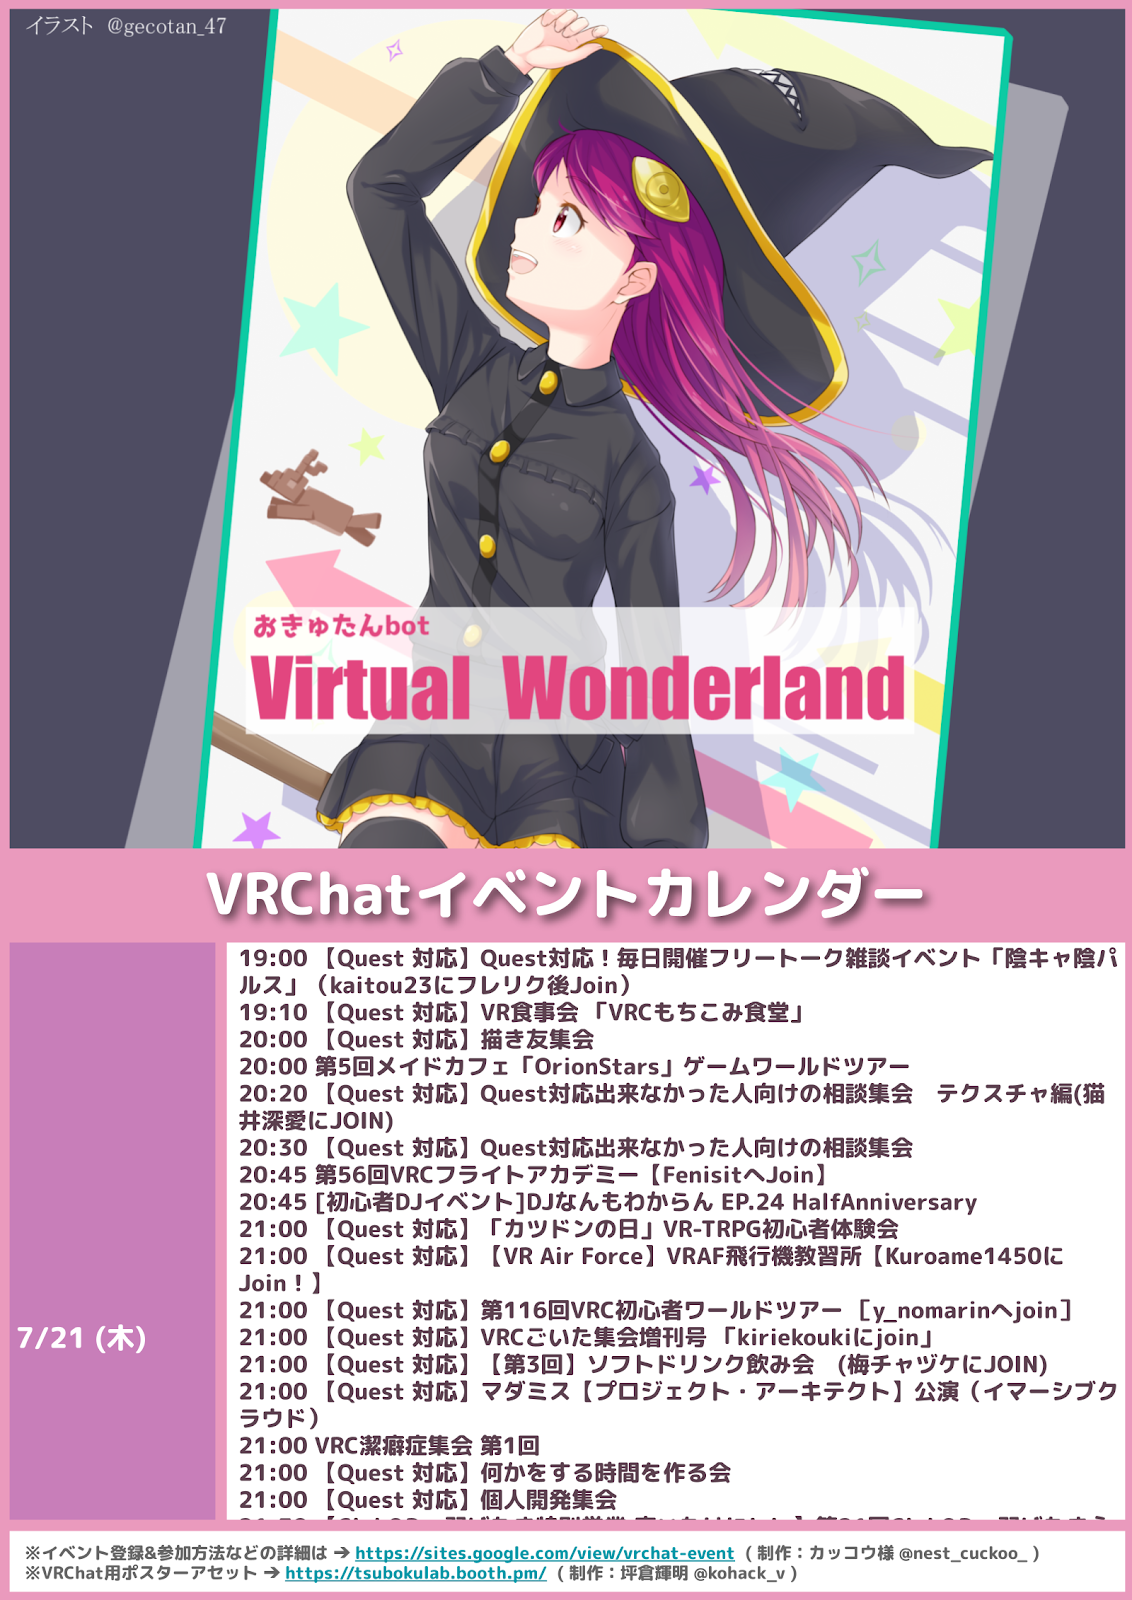 イラスト @gecotan_47
おきゅたんbot
Virtual Wonderland
VRChatイベントカレンダー
7/21 (木)
19:00 【Quest 対応】Quest対応！毎日開催フリートーク雑談イベント「陰キャ陰パ
ルス」（kaitou23にフレリク後Join）
19:10 【Quest 対応】VR食事会 「VRCもちこみ食堂」
20:00 【Quest 対応】描き友集会
20:00 第5回メイドカフェ「OrionStars」ゲームワールドツアー
20:20 【Quest 対応】Quest対応出来なかった人向けの相談集会　テクスチャ編(猫
井深愛にJOIN)
20:30 【Quest 対応】Quest対応出来なかった人向けの相談集会
20:45 第56回VRCフライトアカデミー【FenisitへJoin】
20:45 [初心者DJイベント]DJなんもわからん EP.24 HalfAnniversary
21:00 【Quest 対応】「カツドンの日」VR-TRPG初心者体験会
21:00 【Quest 対応】【VR Air Force】VRAF飛行機教習所【Kuroame1450に
Join！】
21:00 【Quest 対応】第116回VRC初心者ワールドツアー ［y_nomarinへjoin］
21:00 【Quest 対応】VRCごいた集会増刊号 「kiriekoukiにjoin」
21:00 【Quest 対応】【第3回】ソフトドリンク飲み会　(梅チャヅケにJOIN)
21:00 【Quest 対応】マダミス【プロジェクト・アーキテクト】公演（イマーシブク
ラウド）
21:00 VRC潔癖症集会 第1回
21:00 【Quest 対応】何かをする時間を作る会
21:00 【Quest 対応】個人開発集会
※イベント登録&参加方法などの詳細は ➔ https://sites.google.com/view/vrchat-event （制作：カッコウ様 @nest_cuckoo_ ）
※VRChat用ポスターアセット ➔ https://tsubokulab.booth.pm/ （制作：坪倉輝明 @kohack_v ）